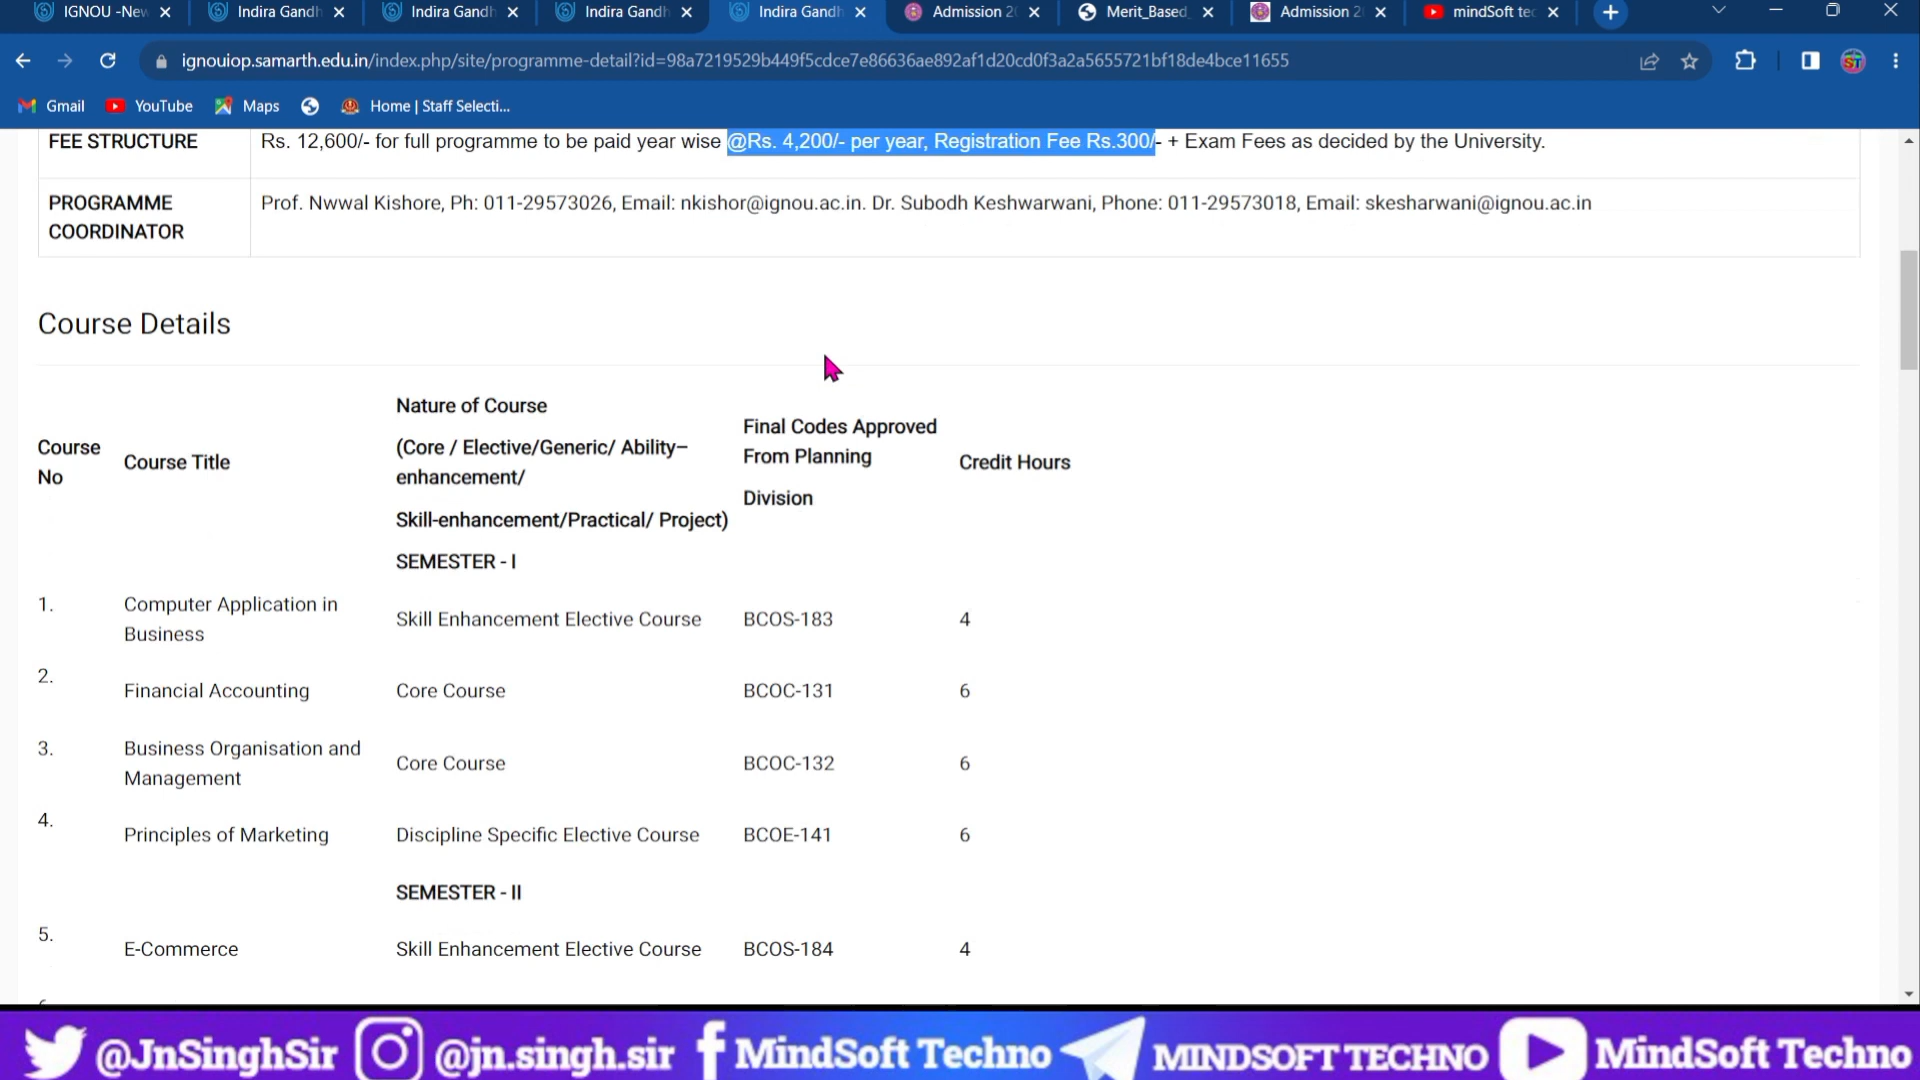 IGNOU -New
Indira Gandh
Indira Gandh
Indira Gandh
Indira Gandh
Admission 2
Merit_Based_
Admission 2
mindSoft tec
ignouiop.samarth.edu.in/index.php/site/programme-detail?id=98a7219529b449f5cdce7e86636ae892af1d20cd0f3a2a5655721bf18de4bce11655
Gmail YouTube Maps Home | Staff Selecti...
FEE STRUCTURE Rs. 12,600/- for full programme to be paid year wise @Rs. 4,200/- per year, Registration Fee Rs.300/- + Exam Fees as decided by the University.
PROGRAMME COORDINATOR Prof. Nwwal Kishore, Ph: 011-29573026, Email: nkishor@ignou.ac.in. Dr. Subodh Keshwarwani, Phone: 011-29573018, Email: skesharwani@ignou.ac.in
Course Details
Course No
Course Title
Nature of Course
(Core / Elective/Generic/ Ability–
enhancement/
Skill-enhancement/Practical/ Project)
Final Codes Approved
From Planning
Division
Credit Hours
SEMESTER - I
1. Computer Application in Business Skill Enhancement Elective Course BCOS-183 4
2. Financial Accounting Core Course BCOC-131 6
3. Business Organisation and Management Core Course BCOC-132 6
4. Principles of Marketing Discipline Specific Elective Course BCOE-141 6
SEMESTER - II
5. E-Commerce Skill Enhancement Elective Course BCOS-184 4
@JnSinghSir @jn.singh.sir MindSoft Techno MINDSOFT TECHNO MindSoft Techno